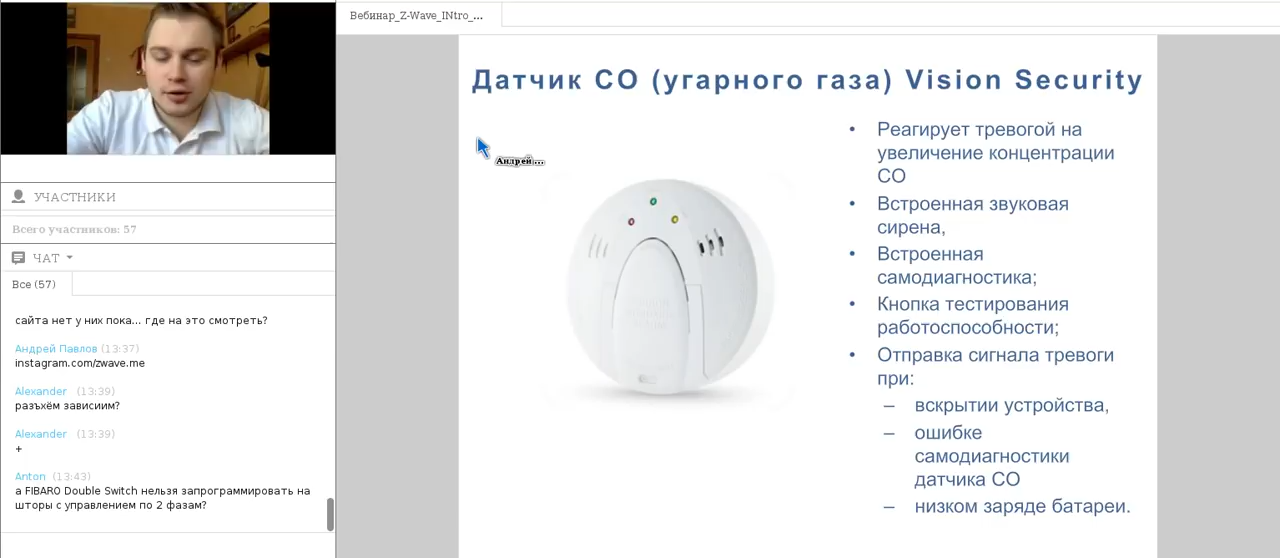 Вебинар_Z-Wave_INtro_...
УЧАСТНИКИ
Всего участников: 57
ЧАТ
Все (57)
сайта нет у них пока... где на это смотреть?
Андрей Павлов (13:37)
instagram.com/zwave.me
Alexander (13:39)
разъхём зависиим?
Alexander (13:39)
+
Anton (13:43)
а FIBARO Double Switch нельзя запрограммировать на
шторы с управлением по 2 фазам?
Датчик CO (угарного газа) Vision Security
Андрей ...
• Реагирует тревогой на
увеличение концентрации
CO
• Встроенная звуковая
сирена,
• Встроенная
самодиагностика;
• Кнопка тестирования
работоспособности;
• Отправка сигнала тревоги
при:
– вскрытии устройства,
– ошибке
самодиагностики
датчика CO
– низком заряде батареи.